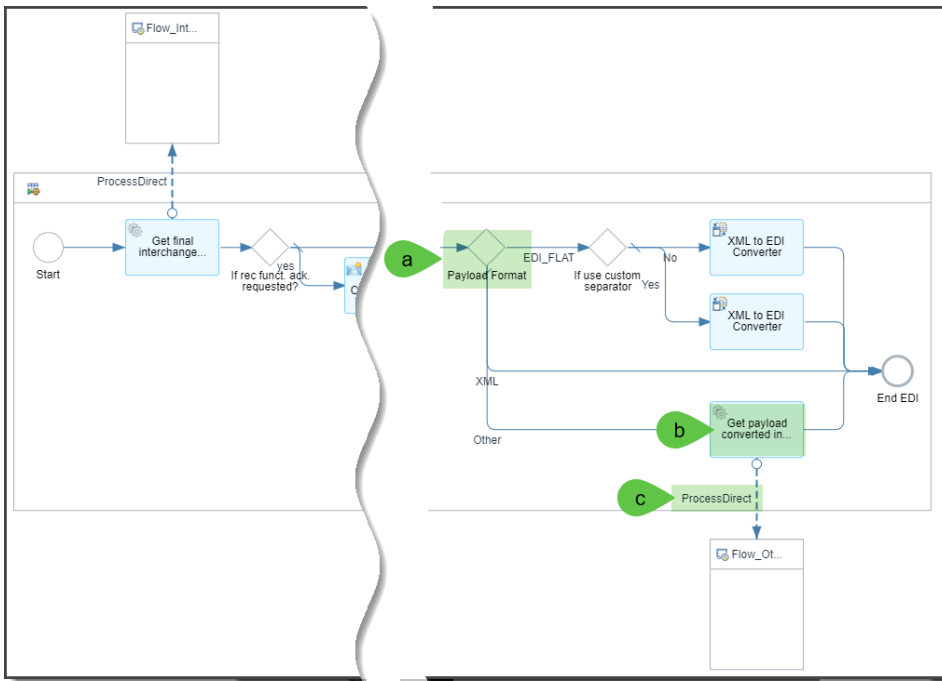 Flow_Int...
ProcessDirect
Start
Get final
interchange...
If rec funct. ack.
requested?
yes
a
Payload Format
EDI_FLAT
If use custom
separator
No
Yes
XML to EDI
Converter
XML to EDI
Converter
XML
End EDI
Other
b
Get payload
converted in...
c
ProcessDirect
Flow_Ot...